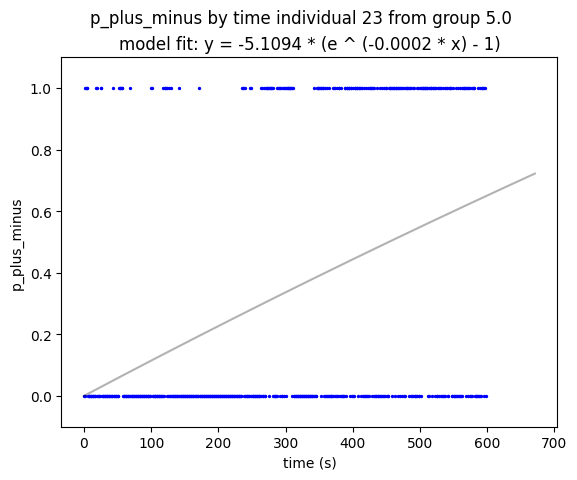 p_plus_minus by time individual 23 from group 5.0
model fit: y = -5.1094 * (e ^ (-0.0002 * x) - 1)
1.0
0.8
0.6
0.4
0.2
0.0
p_plus_minus
0 100 200 300 400 500 600 700
time (s)